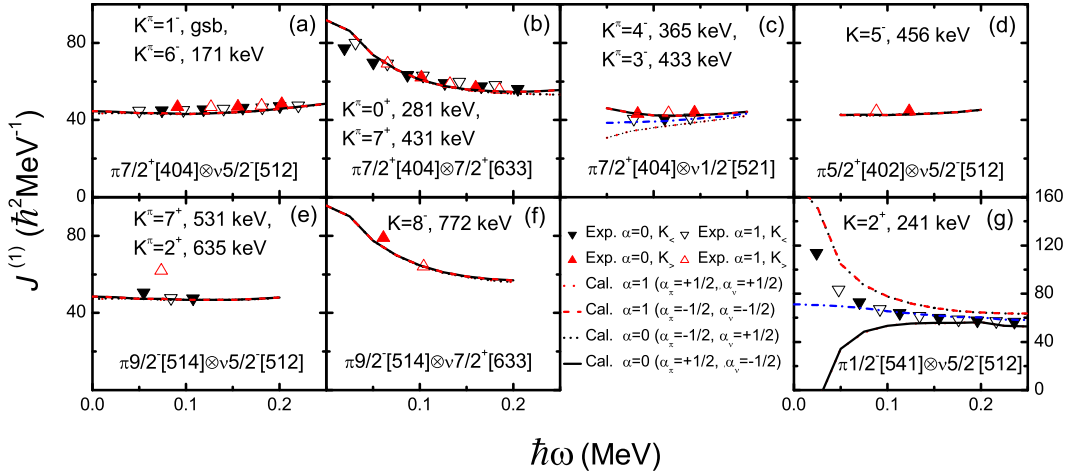 J⁽¹⁾ (ℏ²MeV⁻¹)
80
40
0
(a)
Kπ=1⁻, gsb,
Kπ=6⁻, 171 keV
π7/2⁺[404]⊗ν5/2⁻[512]
(b)
Kπ=0⁺, 281 keV,
Kπ=7⁺, 431 keV
π7/2⁺[404]⊗7/2⁺[633]
(c)
Kπ=4⁻, 365 keV,
Kπ=3⁻, 433 keV
π7/2⁺[404]⊗ν1/2⁻[521]
(d)
K=5⁻, 456 keV
π5/2⁺[402]⊗ν5/2⁻[512]
80
40
(e)
Kπ=7⁺, 531 keV,
Kπ=2⁺, 635 keV
π9/2⁻[514]⊗ν5/2⁻[512]
0.0 0.1 0.2
(f)
K=8⁻, 772 keV
π9/2⁻[514]⊗ν7/2⁺[633]
0.1 0.2
Exp. α=0, K< Exp. α=1, K<
Exp. α=0, K> Exp. α=1, K>
Cal. α=1 (απ=+1/2, αν=+1/2)
Cal. α=1 (απ=-1/2, αν=-1/2)
Cal. α=0 (απ=-1/2, αν=+1/2)
Cal. α=0 (απ=+1/2, αν=-1/2)
(g)
K=2⁺, 241 keV
π1/2⁻[541]⊗ν5/2⁻[512]
160
120
80
40
0
0.0 0.1 0.2
ℏω (MeV)